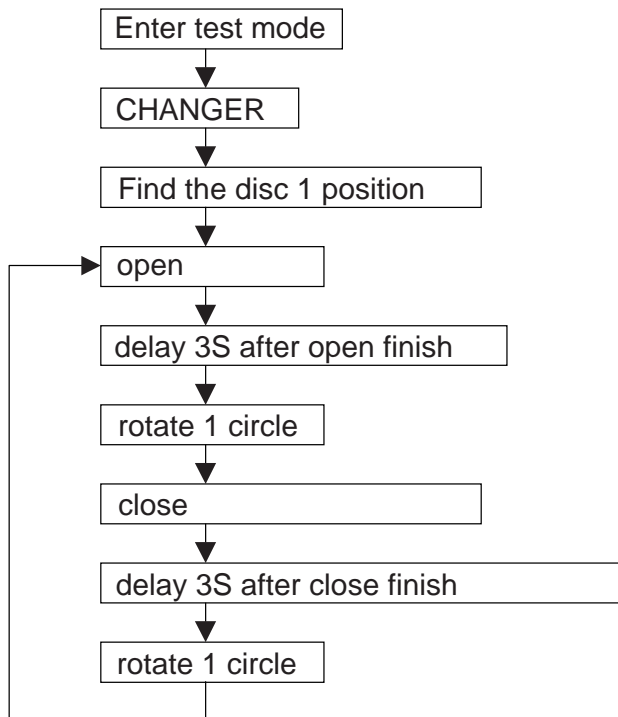 Enter test mode
CHANGER
Find the disc 1 position
open
delay 3S after open finish
rotate 1 circle
close
delay 3S after close finish
rotate 1 circle